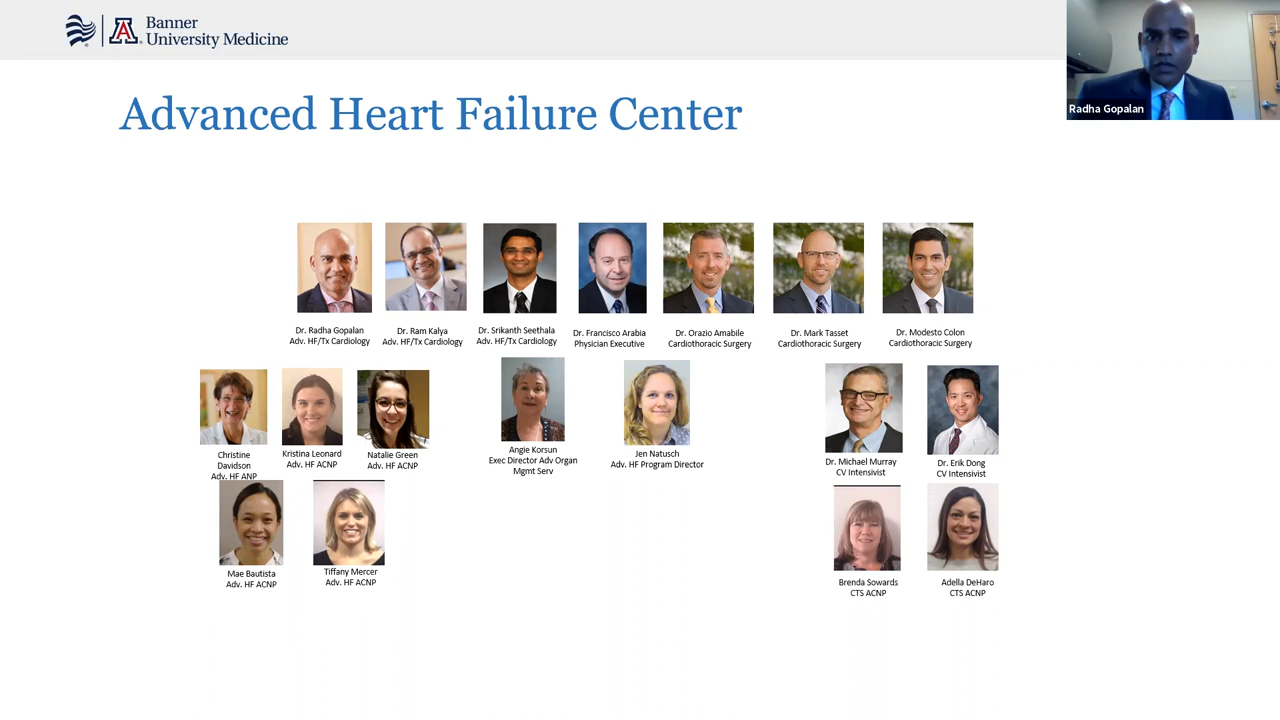 Banner
University Medicine
Radha Gopalan
Advanced Heart Failure Center
Dr. Radha Gopalan
Adv. HF/Tx Cardiology
Dr. Ram Kalya
Adv. HF/Tx Cardiology
Dr. Srikanth Seethala
Adv. HF/Tx Cardiology
Dr. Francisco Arabia
Physician Executive
Dr. Orazio Amabile
Cardiothoracic Surgery
Dr. Mark Tasset
Cardiothoracic Surgery
Dr. Modesto Colon
Cardiothoracic Surgery
Christine
Davidson
Adv. HF ANP
Kristina Leonard
Adv. HF ACNP
Natalie Green
Adv. HF ACNP
Angie Korsun
Exec Director Adv Organ
Mgmt Serv
Jen Natusch
Adv. HF Program Director
Dr. Michael Murray
CV Intensivist
Dr. Erik Dong
CV Intensivist
Mae Bautista
Adv. HF ACNP
Tiffany Mercer
Adv. HF ACNP
Brenda Sowards
CTS ACNP
Adella DeHaro
CTS ACNP